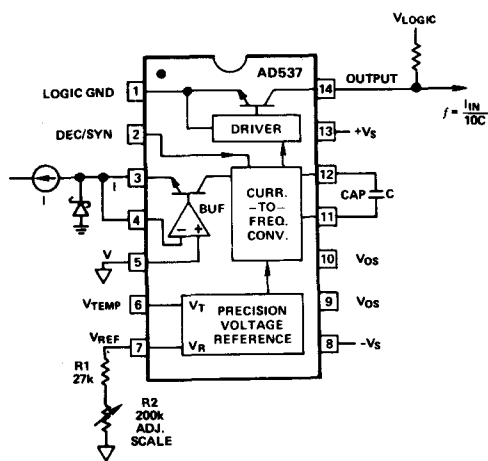 V LOGIC
AD537
LOGIC GND
1
14
OUTPUT
f = I IN / 10C
DEC/SYN
2
DRIVER
13
+VS
3
I
I
12
CAP
C
BUF
CURR.
–TO–
FREQ.
CONV.
4
– +
11
V
5
10
VOS
VTEMP
6
VT
PRECISION
VOLTAGE
REFERENCE
9
VOS
VREF
7
VR
8
-VS
R1
27k
R2
200k
ADJ.
SCALE